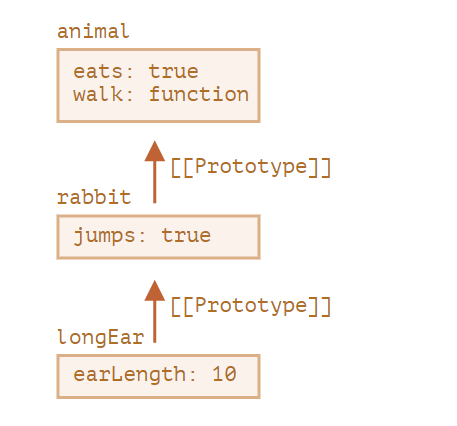 animal
eats: true
walk: function
[[Prototype]]
rabbit
jumps: true
[[Prototype]]
longEar
earLength: 10